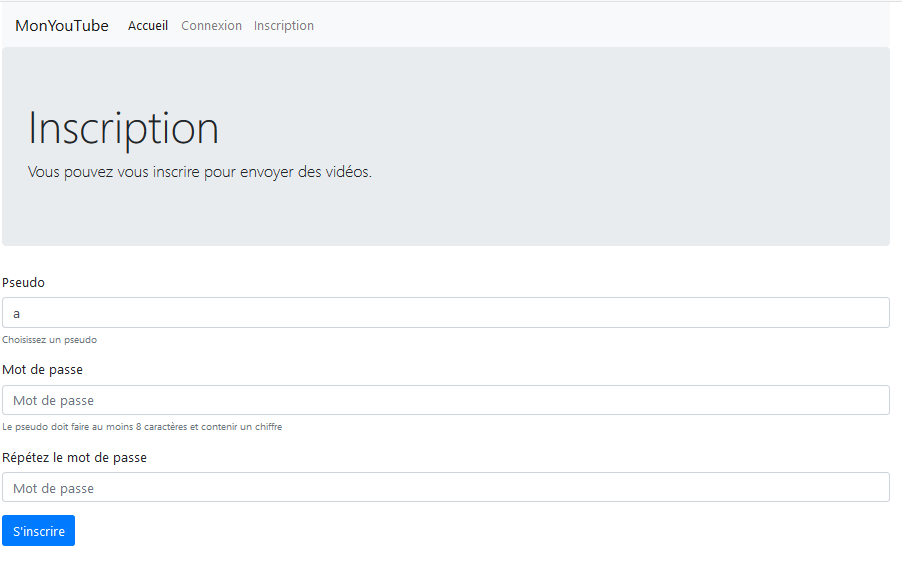 MonYouTube Accueil Connexion Inscription
Inscription
Vous pouvez vous inscrire pour envoyer des vidéos.
Pseudo
a
Choisissez un pseudo
Mot de passe
Mot de passe
Le pseudo doit faire au moins 8 caractères et contenir un chiffre
Répétez le mot de passe
Mot de passe
S'inscrire